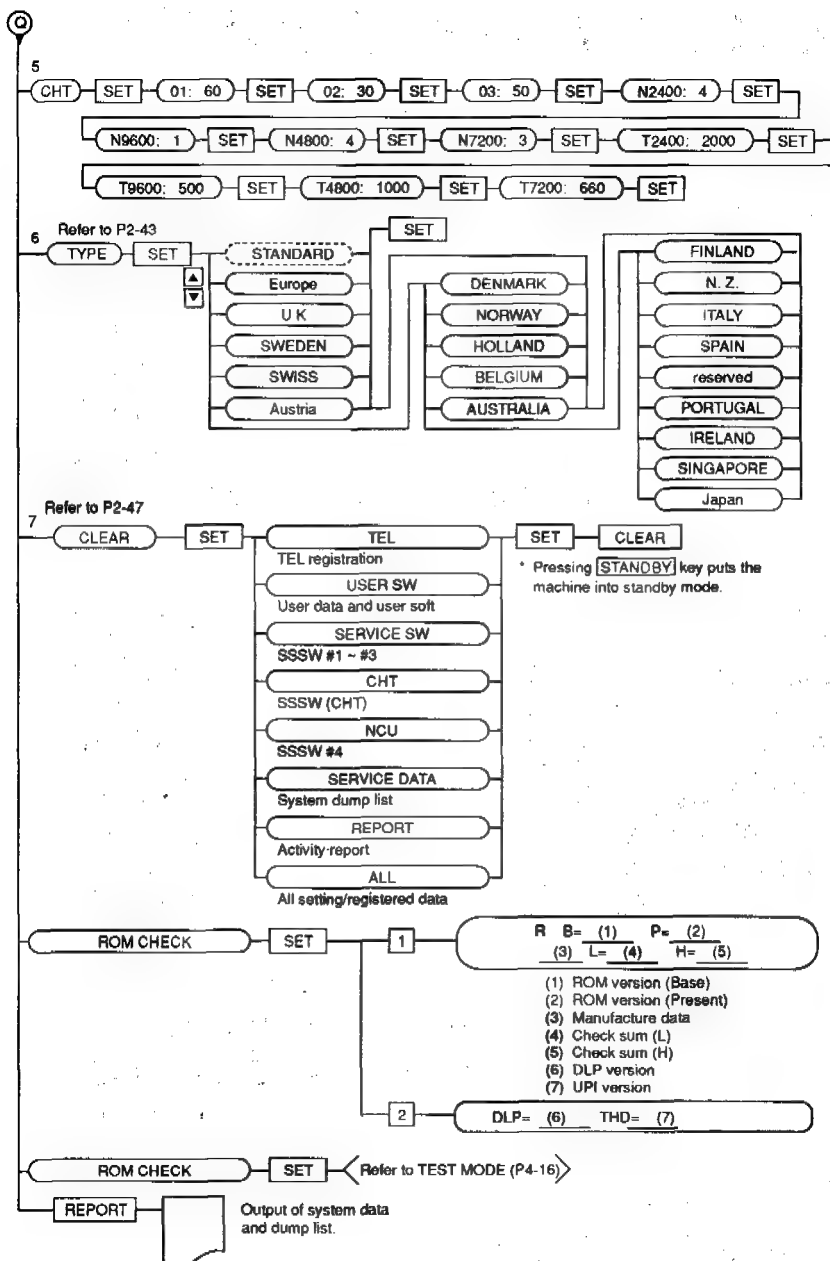 Q
5
CHT SET 01: 60 SET 02: 30 SET 03: 50 SET N2400: 4 SET
N9600: 1 SET N4800: 4 SET N7200: 3 SET T2400: 2000 SET
T9600: 500 SET T4800: 1000 SET T7200: 660 SET
6 Refer to P2-43
TYPE SET ▲ ▼
STANDARD SET
Europe
U K
SWEDEN
SWISS
Austria
DENMARK
NORWAY
HOLLAND
BELGIUM
AUSTRALIA
FINLAND
N. Z.
ITALY
SPAIN
reserved
PORTUGAL
IRELAND
SINGAPORE
Japan
7 Refer to P2-47
CLEAR SET
TEL
TEL registration
USER SW
User data and user soft
SERVICE SW
SSSW #1 ~ #3
CHT
SSSW (CHT)
NCU
SSSW #4
SERVICE DATA
System dump list
REPORT
Activity-report
ALL
All setting/registered data
SET CLEAR
* Pressing STANDBY key puts the
machine into standby mode.
ROM CHECK SET
1
R B= (1) P= (2)
(3) L= (4) H= (5)
(1) ROM version (Base)
(2) ROM version (Present)
(3) Manufacture data
(4) Check sum (L)
(5) Check sum (H)
(6) DLP version
(7) UPI version
2
DLP= (6) THD= (7)
ROM CHECK SET Refer to TEST MODE (P4-16)
REPORT
Output of system data
and dump list.